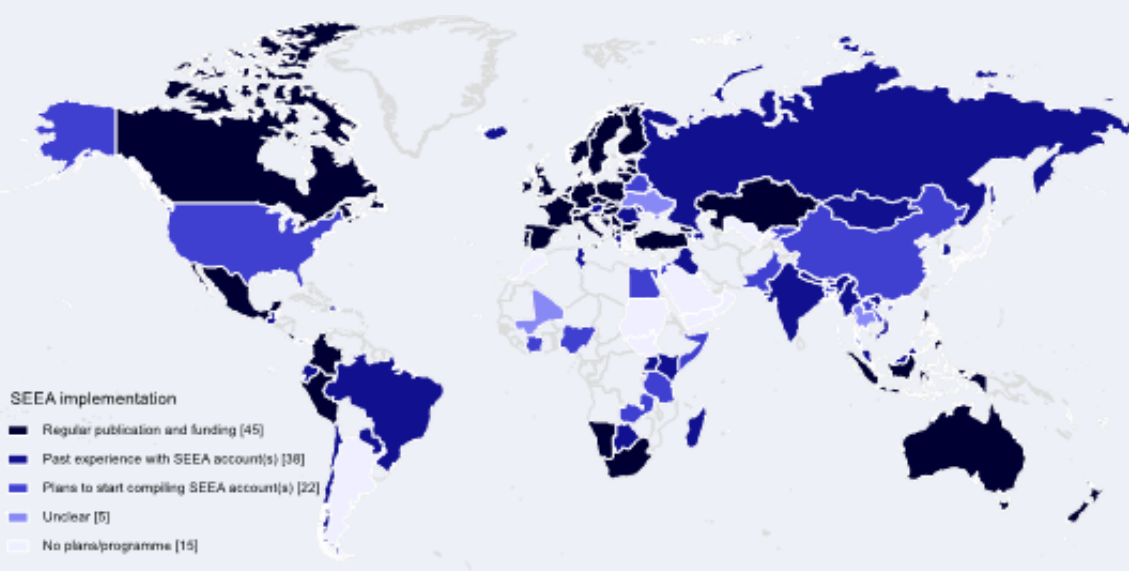 SEEA implementation
Regular publication and funding [45]
Past experience with SEEA account(s) [38]
Plans to start compiling SEEA account(s) [22]
Unclear [5]
No plans/programme [15]